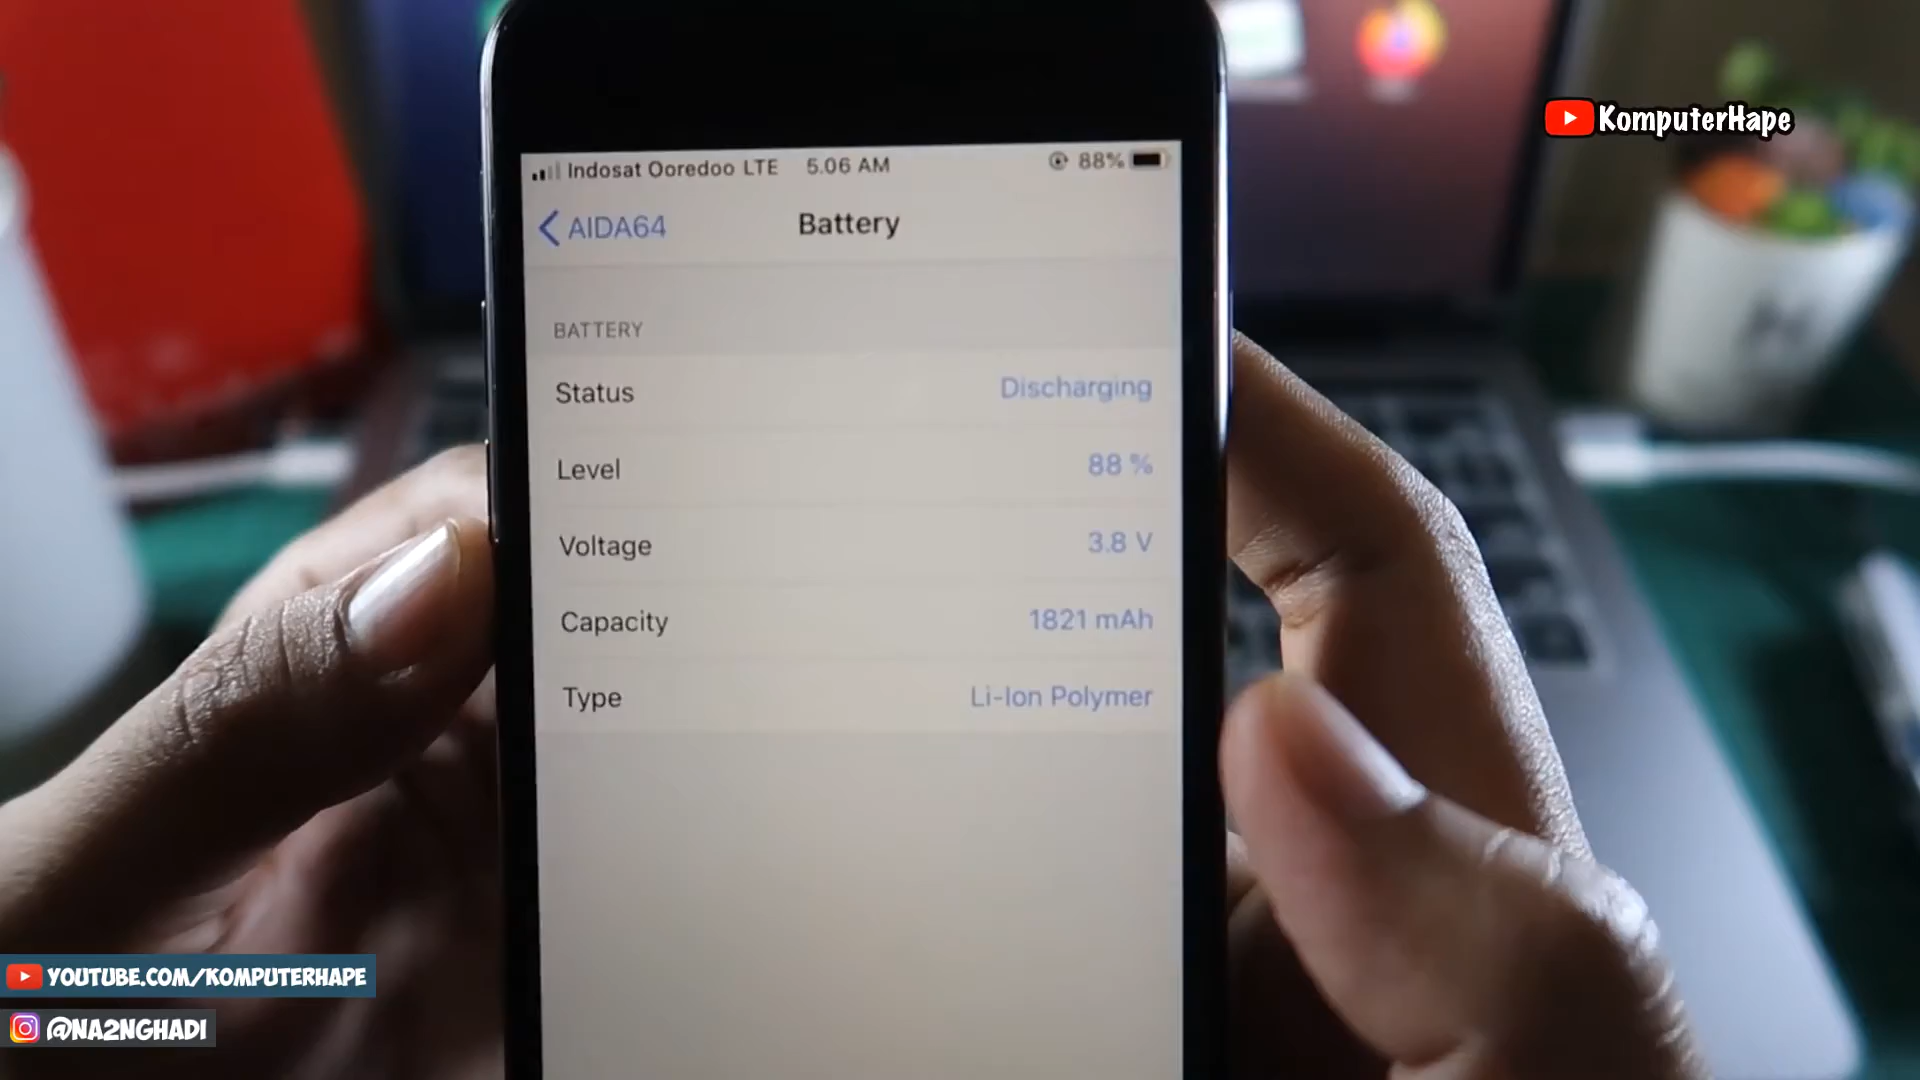 KomputerHape
Indosat Ooredoo LTE 5.06 AM 88%
AIDA64 Battery
BATTERY
Status Discharging
Level 88 %
Voltage 3.8 V
Capacity 1821 mAh
Type Li-Ion Polymer
YOUTUBE.COM/KOMPUTERHAPE
@NA2NGHADI